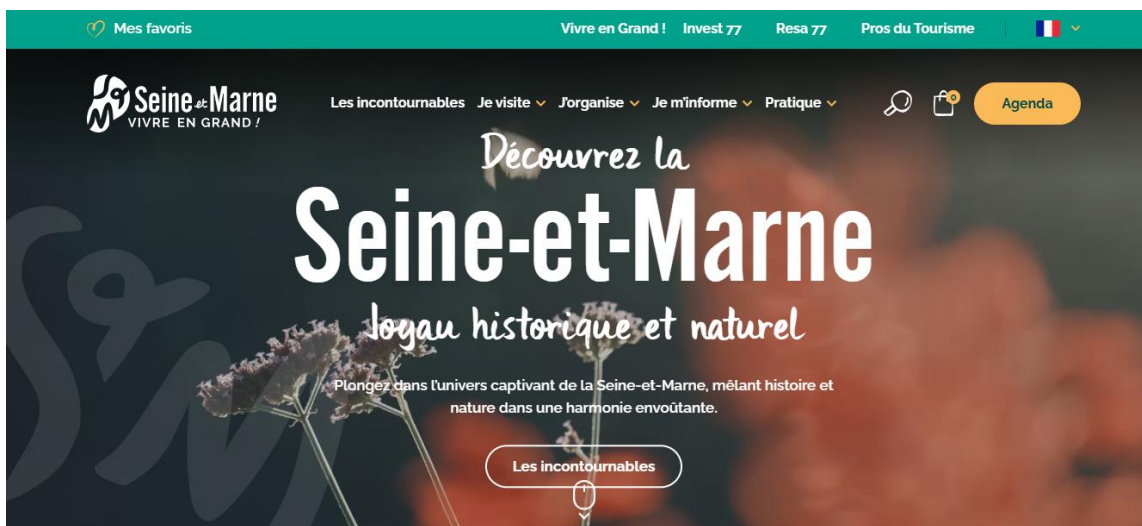 Mes favoris
Vivre en Grand ! Invest 77 Resa 77 Pros du Tourisme
Seine et Marne
VIVRE EN GRAND !
Les incontournables Je visite J'organise Je m'informe Pratique
0
Agenda
Découvrez la
Seine-et-Marne
Joyau historique et naturel
Plongez dans l'univers captivant de la Seine-et-Marne, mêlant histoire et
nature dans une harmonie envoûtante.
Les incontournables